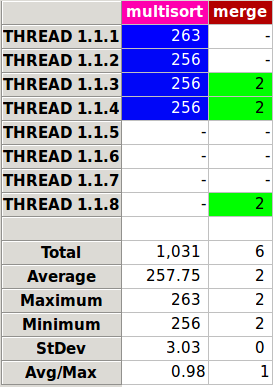 multisort merge
THREAD 1.1.1 263 -
THREAD 1.1.2 256 -
THREAD 1.1.3 256 2
THREAD 1.1.4 256 2
THREAD 1.1.5 - -
THREAD 1.1.6 - -
THREAD 1.1.7 - -
THREAD 1.1.8 - 2
Total 1,031 6
Average 257.75 2
Maximum 263 2
Minimum 256 2
StDev 3.03 0
Avg/Max 0.98 1